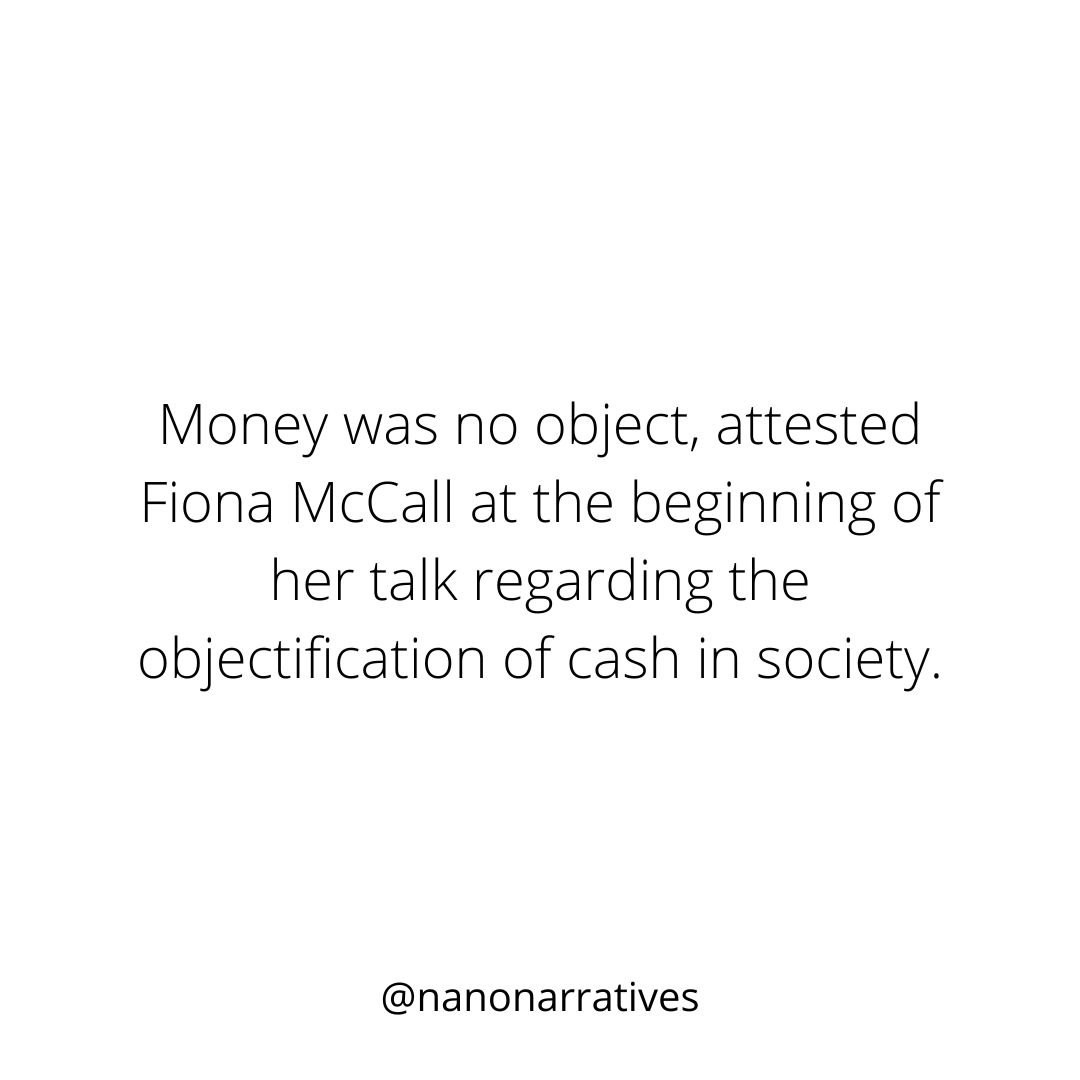 Money was no object, attested
Fiona McCall at the beginning of
her talk regarding the
objectification of cash in society.
@nanonarratives